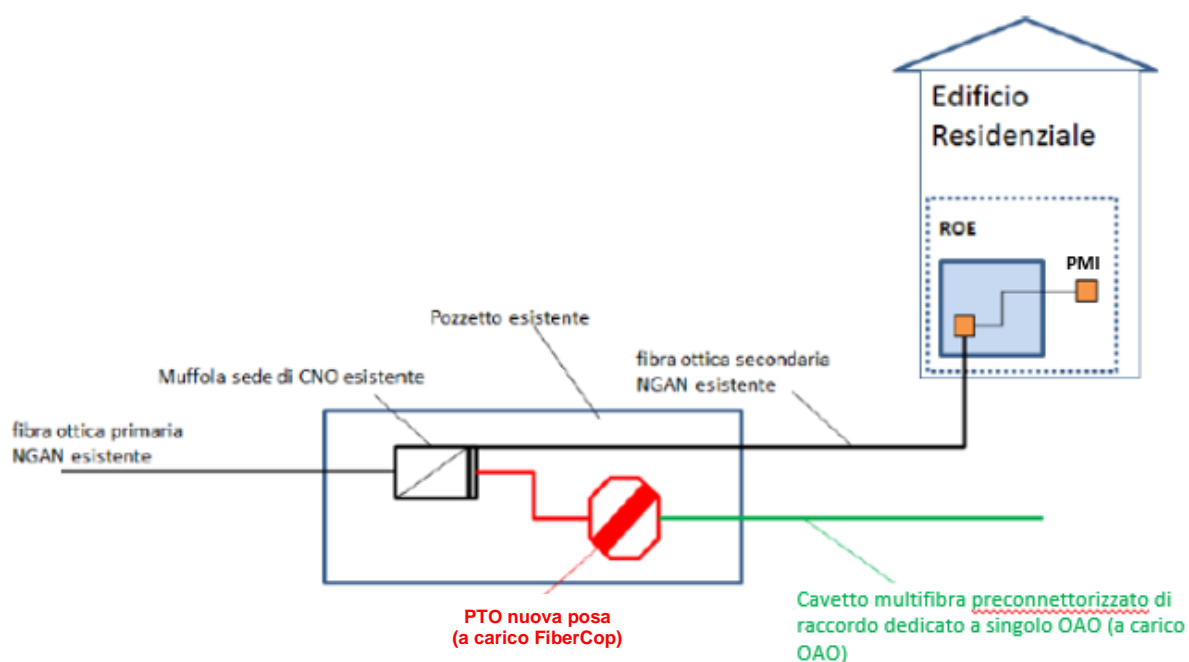 Edificio
Residenziale
ROE
PMI
Pozzetto esistente
fibra ottica secondaria
NGAN esistente
Muffola sede di CNO esistente
fibra ottica primaria
NGAN esistente
PTO nuova posa
(a carico FiberCop)
Cavetto multifibra preconnettorizzato di
raccordo dedicato a singolo OAO (a carico
OAO)